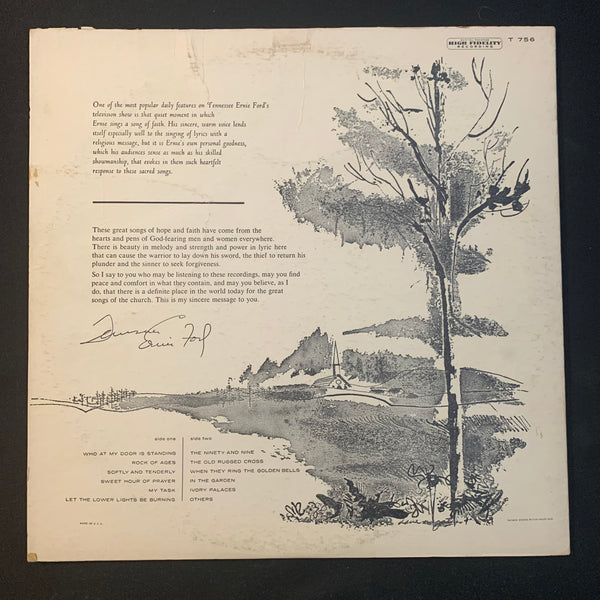 HIGH FIDELITY
RECORDING
T 756
One of the most popular daily features on Tennessee Ernie Ford's
television show is that quiet moment in which
Ernie sings a song of faith. His sincere, warm voice lends
itself especially well to the singing of lyrics with a
religious message, but it is Ernie's own personal goodness,
which his audiences sense as much as his skilled
showmanship, that evokes in them such heartfelt
response to these sacred songs.
These great songs of hope and faith have come from the
hearts and pens of God-fearing men and women everywhere.
There is beauty in melody and strength and power in lyric here
that can cause the warrior to lay down his sword, the thief to return his
plunder and the sinner to seek forgiveness.
So I say to you who may be listening to these recordings, may you find
peace and comfort in what they contain, and may you believe, as I
do, that there is a definite place in the world today for the great
songs of the church. This is my sincere message to you.
Tennessee
Ernie Ford
side one
WHO AT MY DOOR IS STANDING
ROCK OF AGES
SOFTLY AND TENDERLY
SWEET HOUR OF PRAYER
MY TASK
LET THE LOWER LIGHTS BE BURNING
side two
THE NINETY AND NINE
THE OLD RUGGED CROSS
WHEN THEY RING THE GOLDEN BELLS
IN THE GARDEN
IVORY PALACES
OTHERS
MADE IN U.S.A.